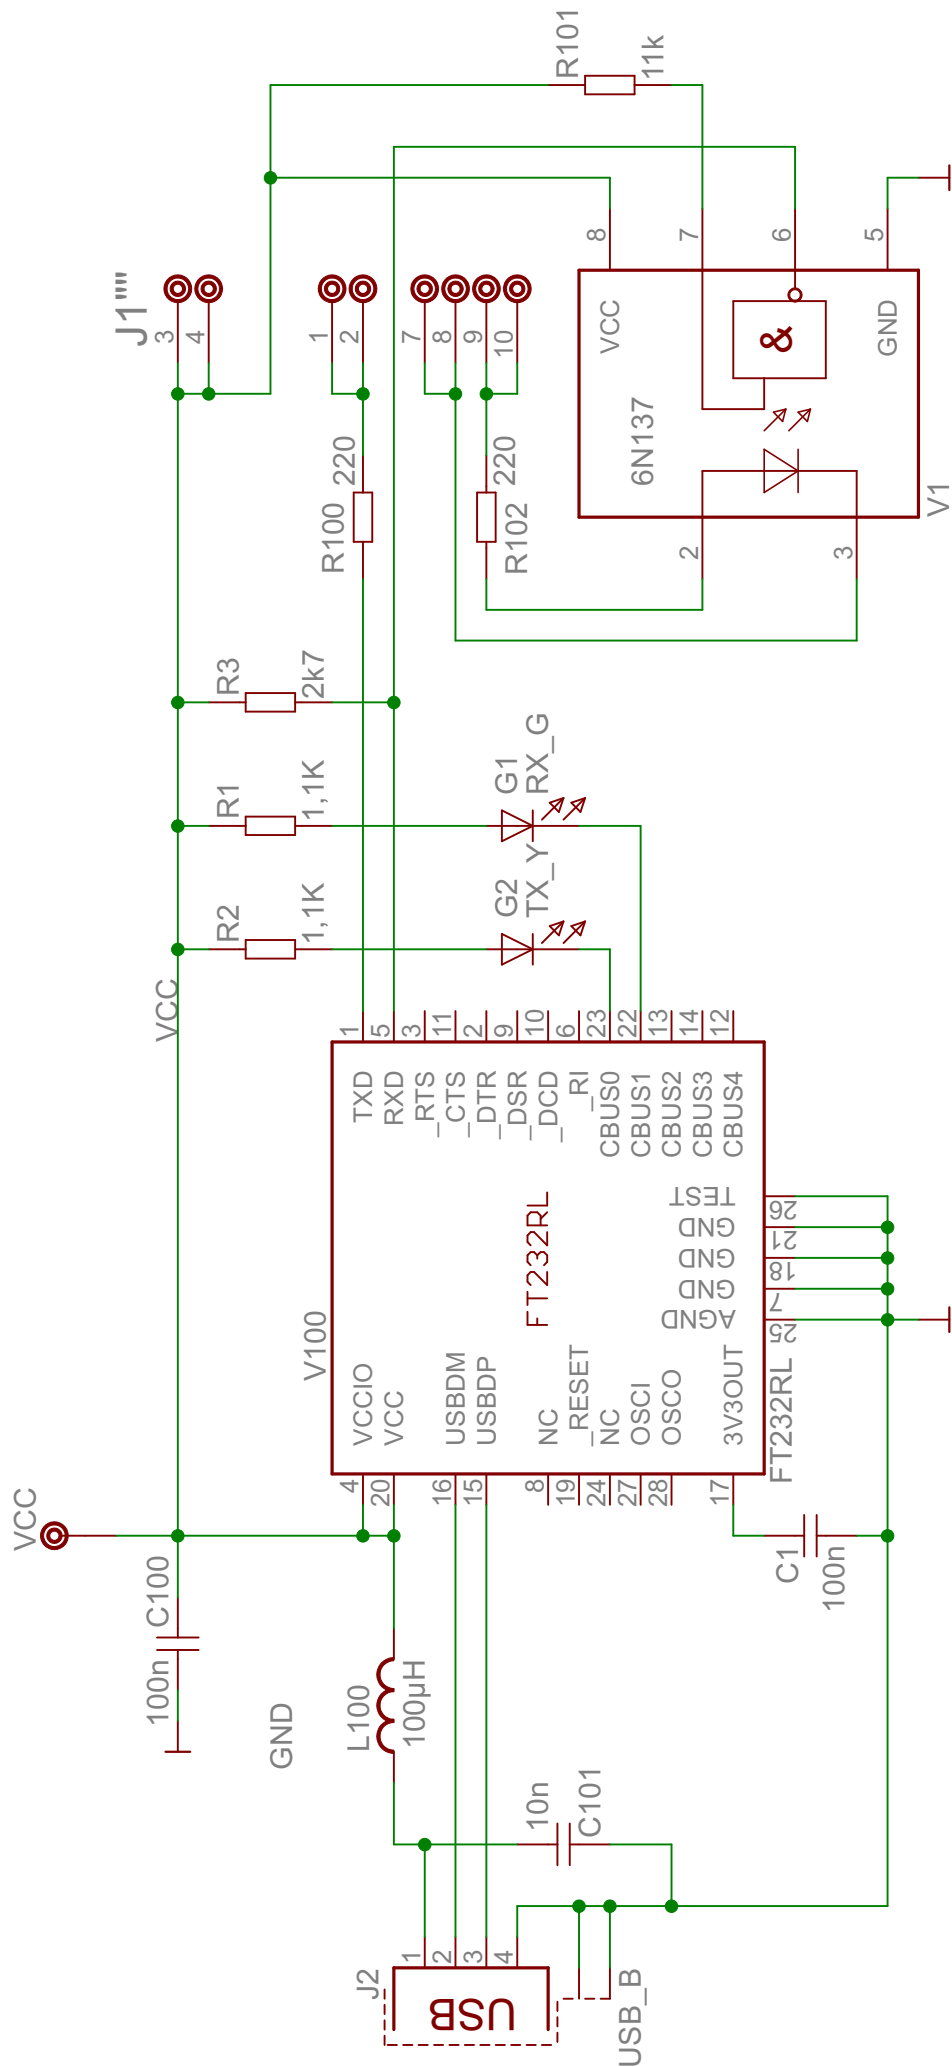 J2
USB
USB_B
1
2
3
4
10n
C101
L100
100µH
GND
100n
C100
VCC
C1
100n
V100
FT232RL
FT232RL
4
20
16
15
8
19
24
27
28
17
VCCIO
VCC
USBDM
USBDP
NC
_RESET
NC
OSCI
OSCO
3V3OUT
AGND
GND
GND
GND
TEST
25
7
18
21
26
TXD
RXD
_RTS
_CTS
_DTR
_DSR
_DCD
_RI
CBUS0
CBUS1
CBUS2
CBUS3
CBUS4
1
5
3
11
2
9
10
6
23
22
13
14
12
VCC
R2
1,1K
R1
1,1K
R3
2k7
G2
TX_Y
G1
RX_G
R100
220
R102
220
J1""
3
4
1
2
7
8
9
10
R101
11k
V1
6N137
VCC
GND
&
2
3
8
7
6
5